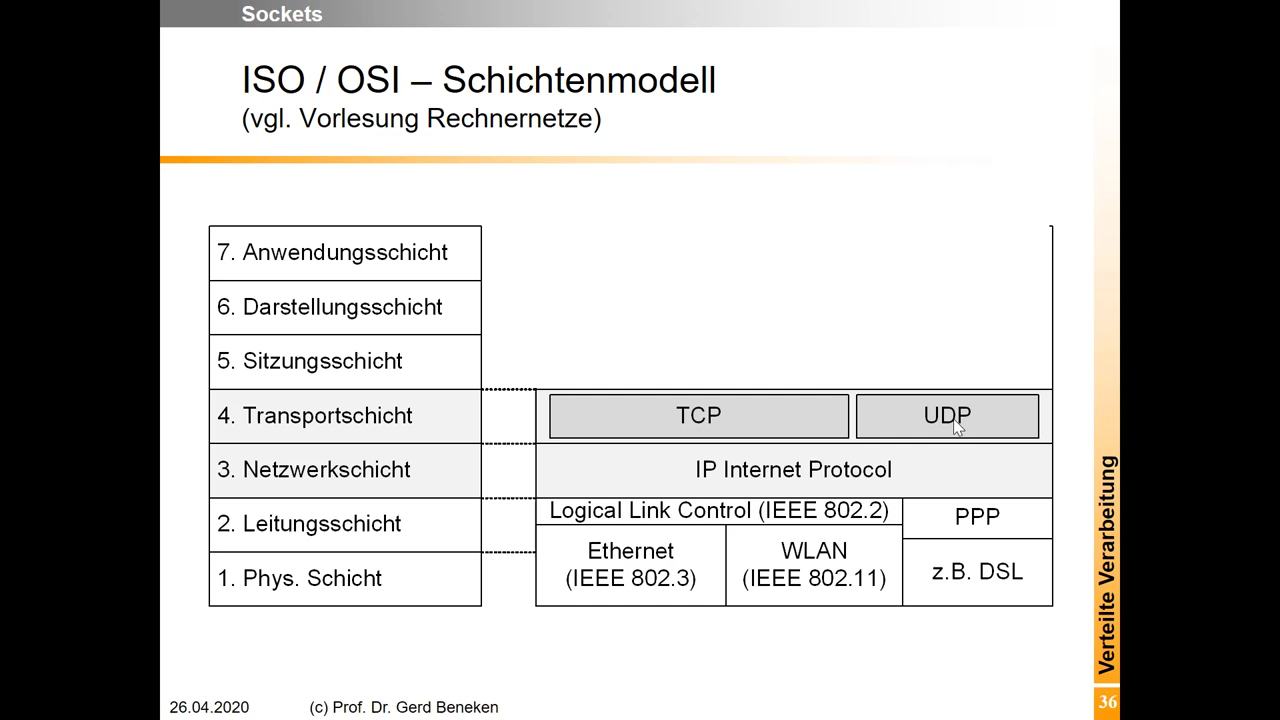 Sockets
ISO / OSI – Schichtenmodell
(vgl. Vorlesung Rechnernetze)
7. Anwendungsschicht
6. Darstellungsschicht
5. Sitzungsschicht
4. Transportschicht
TCP
UDP
3. Netzwerkschicht
IP Internet Protocol
2. Leitungsschicht
Logical Link Control (IEEE 802.2)
PPP
1. Phys. Schicht
Ethernet
(IEEE 802.3)
WLAN
(IEEE 802.11)
z.B. DSL
Verteilte Verarbeitung
26.04.2020
(c) Prof. Dr. Gerd Beneken
36